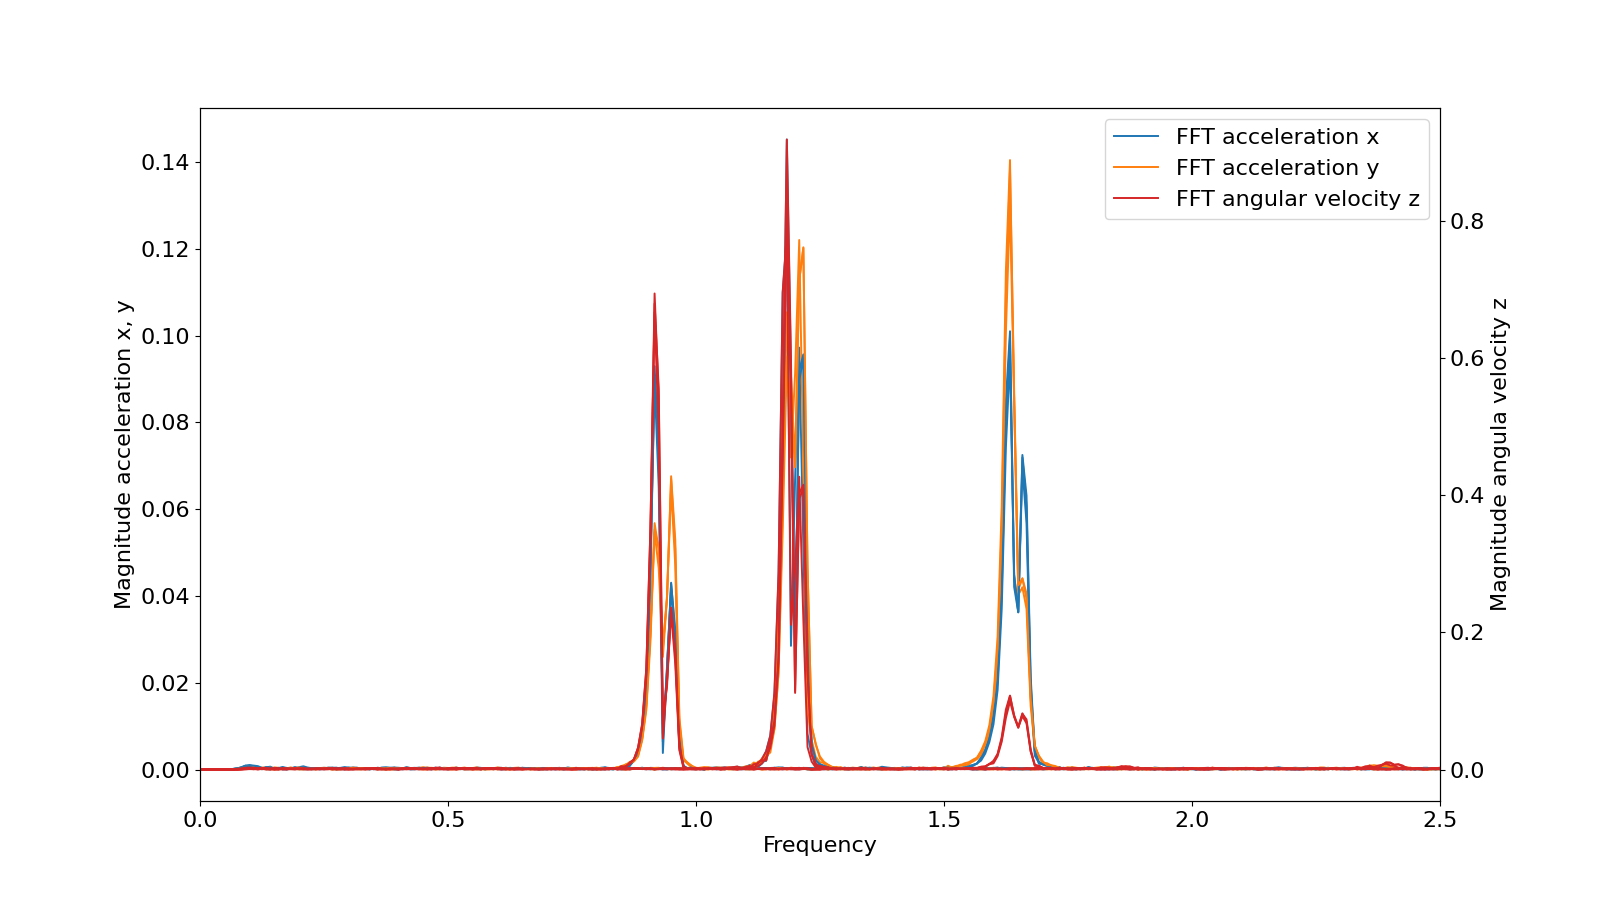 FFT acceleration x
FFT acceleration y
FFT angular velocity z
0.14
0.12
0.10
0.08
0.06
0.04
0.02
0.00
Magnitude acceleration x, y
0.8
0.6
0.4
0.2
0.0
Magnitude angula velocity z
0.0 0.5 1.0 1.5 2.0 2.5
Frequency